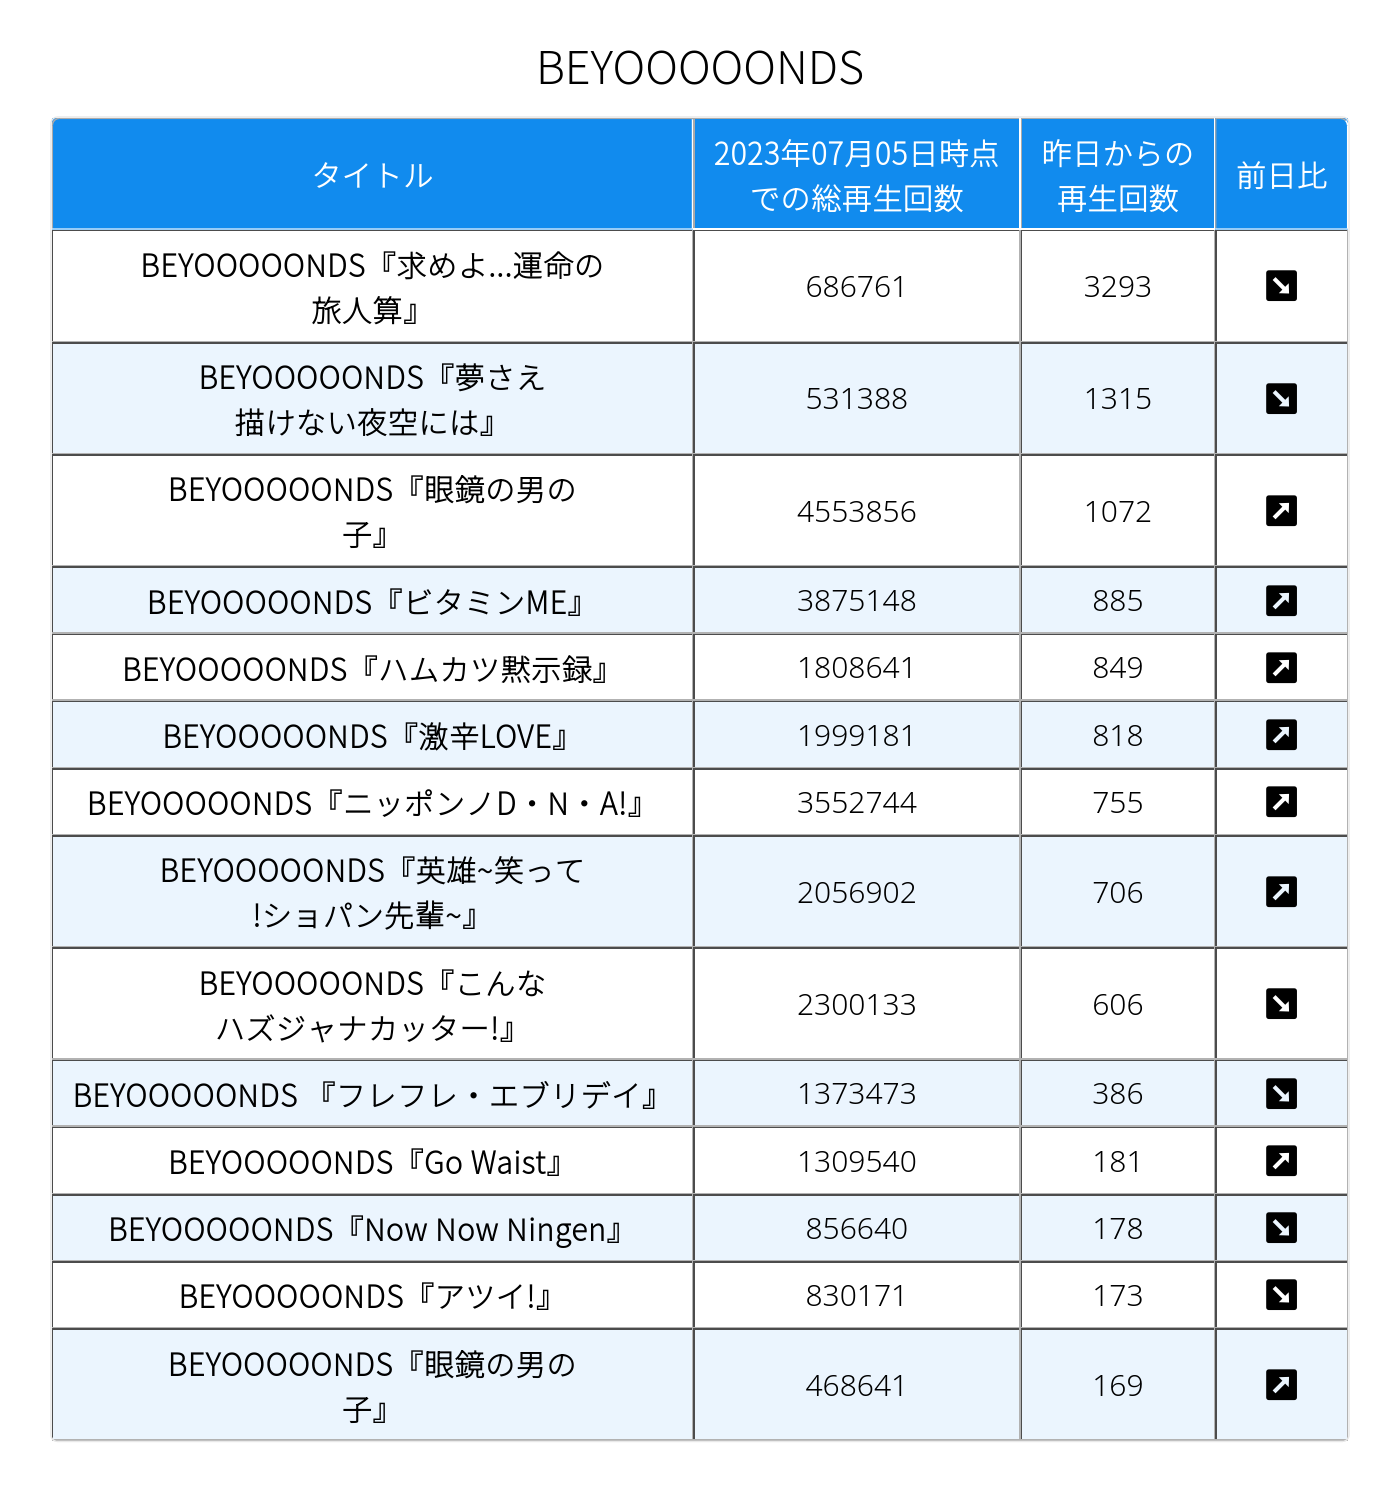 BEYOOOOONDS
タイトル
2023年07月05日時点
での総再生回数
昨日からの
再生回数
前日比
BEYOOOOONDS『求めよ...運命の
旅人算』
686761
3293
BEYOOOOONDS『夢さえ
描けない夜空には』
531388
1315
BEYOOOOONDS『眼鏡の男の
子』
4553856
1072
BEYOOOOONDS『ビタミンME』
3875148
885
BEYOOOOONDS『ハムカツ黙示録』
1808641
849
BEYOOOOONDS『激辛LOVE』
1999181
818
BEYOOOOONDS『ニッポンノD・N・A!』
3552744
755
BEYOOOOONDS『英雄~笑って
!ショパン先輩~』
2056902
706
BEYOOOOONDS『こんな
ハズジャナカッター!』
2300133
606
BEYOOOOONDS 『フレフレ・エブリデイ』
1373473
386
BEYOOOOONDS『Go Waist』
1309540
181
BEYOOOOONDS『Now Now Ningen』
856640
178
BEYOOOOONDS『アツイ!』
830171
173
BEYOOOOONDS『眼鏡の男の
子』
468641
169